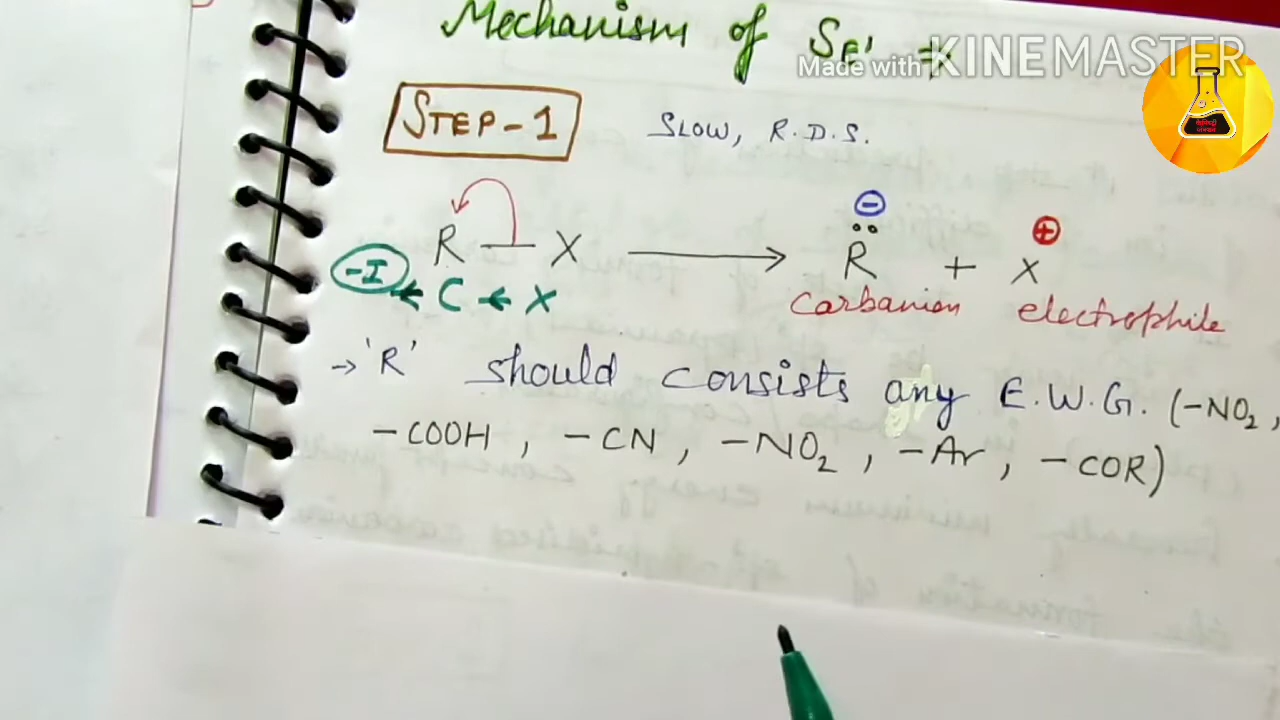 Mechanism of SE1 ⇒
Made with KINEMASTER
STEP-1
SLOW, R.D.S.
R — X → R:⊖ + X⊕
-I ← C ← X
carbanion electrophile
→ 'R' should consists any E.W.G. (-NO₂,
-COOH, -CN, -NO₂, -Ar, -COR)